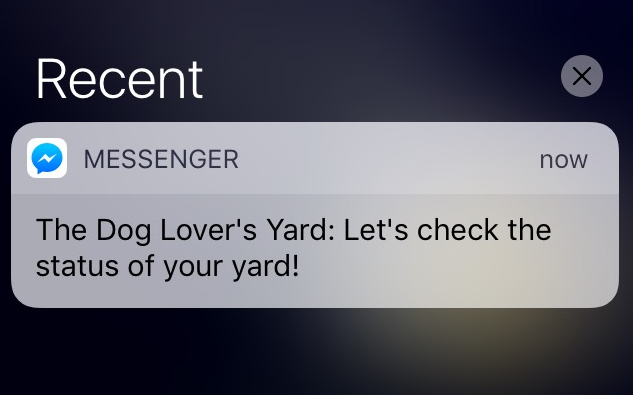 Recent
MESSENGER now
The Dog Lover's Yard: Let's check the
status of your yard!